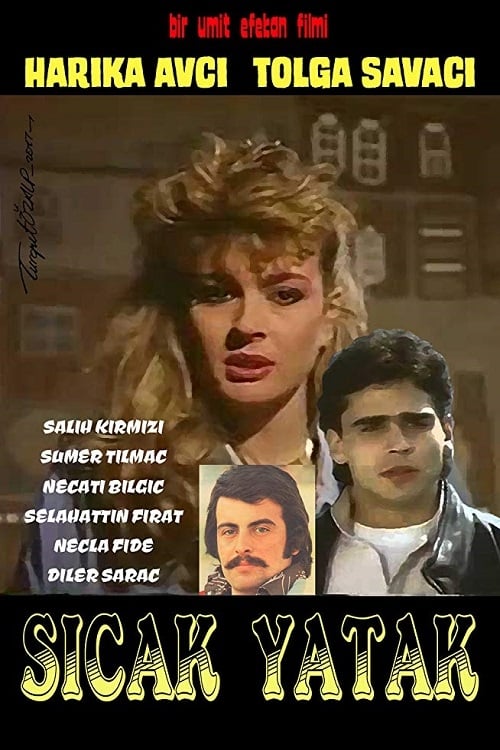 bir umit efekan filmi
HARIKA AVCI TOLGA SAVACI
SALIH KIRMIZI
SUMER TILMAC
NECATI BILGIC
SELAHATTIN FIRAT
NECLA FIDE
DILER SARAC
SICAK YATAK